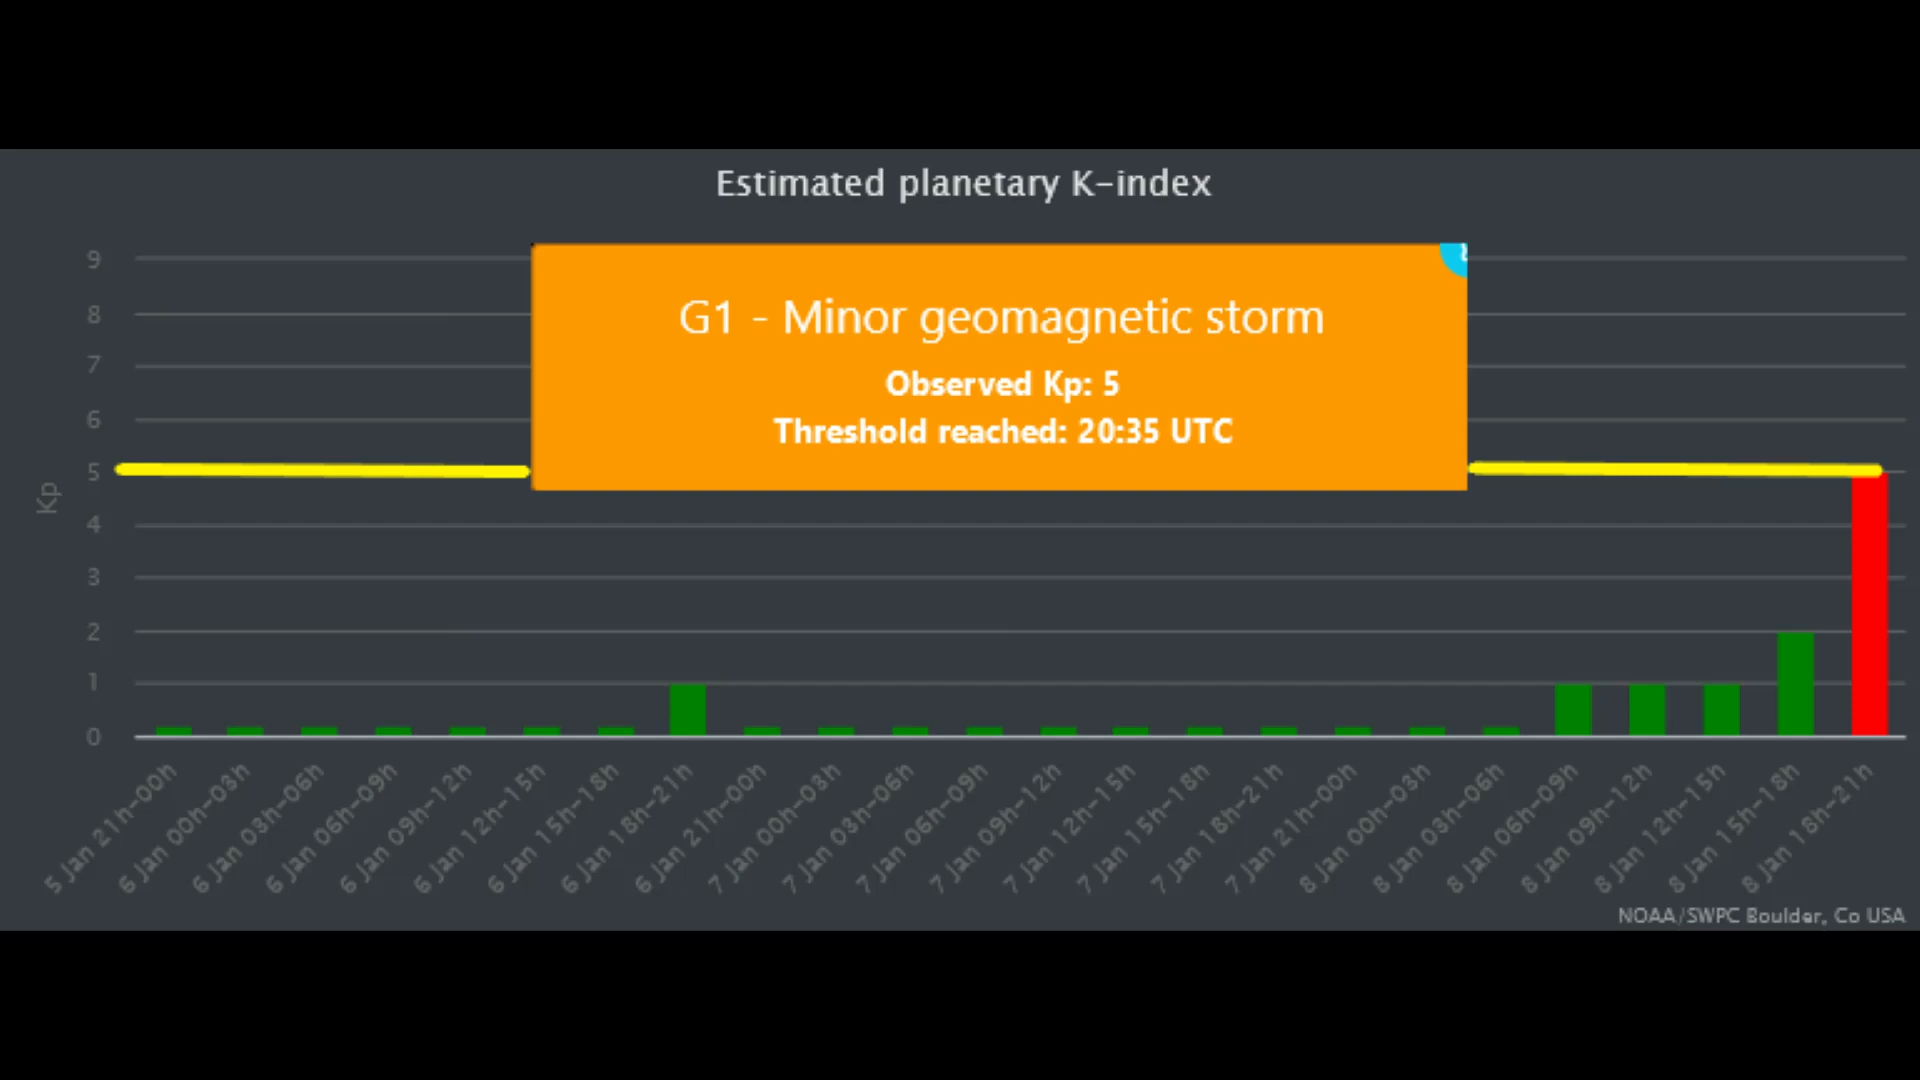 Estimated planetary K-index
G1 - Minor geomagnetic storm
Observed Kp: 5
Threshold reached: 20:35 UTC
9
8
7
6
5
4
3
2
1
0
Kp
5 Jan 21h-00h
6 Jan 00h-03h
6 Jan 03h-06h
6 Jan 06h-09h
6 Jan 09h-12h
6 Jan 12h-15h
6 Jan 15h-18h
6 Jan 18h-21h
6 Jan 21h-00h
7 Jan 00h-03h
7 Jan 03h-06h
7 Jan 06h-09h
7 Jan 09h-12h
7 Jan 12h-15h
7 Jan 15h-18h
7 Jan 18h-21h
7 Jan 21h-00h
8 Jan 00h-03h
8 Jan 03h-06h
8 Jan 06h-09h
8 Jan 09h-12h
8 Jan 12h-15h
8 Jan 15h-18h
8 Jan 18h-21h
NOAA/SWPC Boulder, Co USA